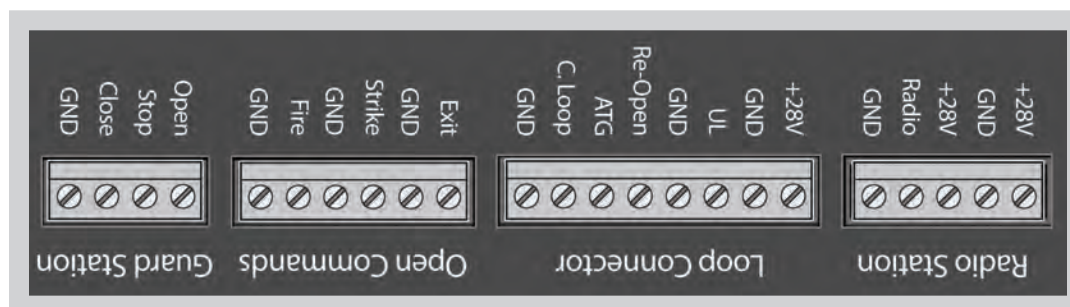 GND
Close
Stop
Open
Guard Station
GND
Fire
GND
Strike
GND
Exit
Open Commands
GND
C. Loop
ATG
Re-Open
GND
UL
GND
+28V
Loop Connector
GND
Radio
+28V
GND
+28V
Radio Station